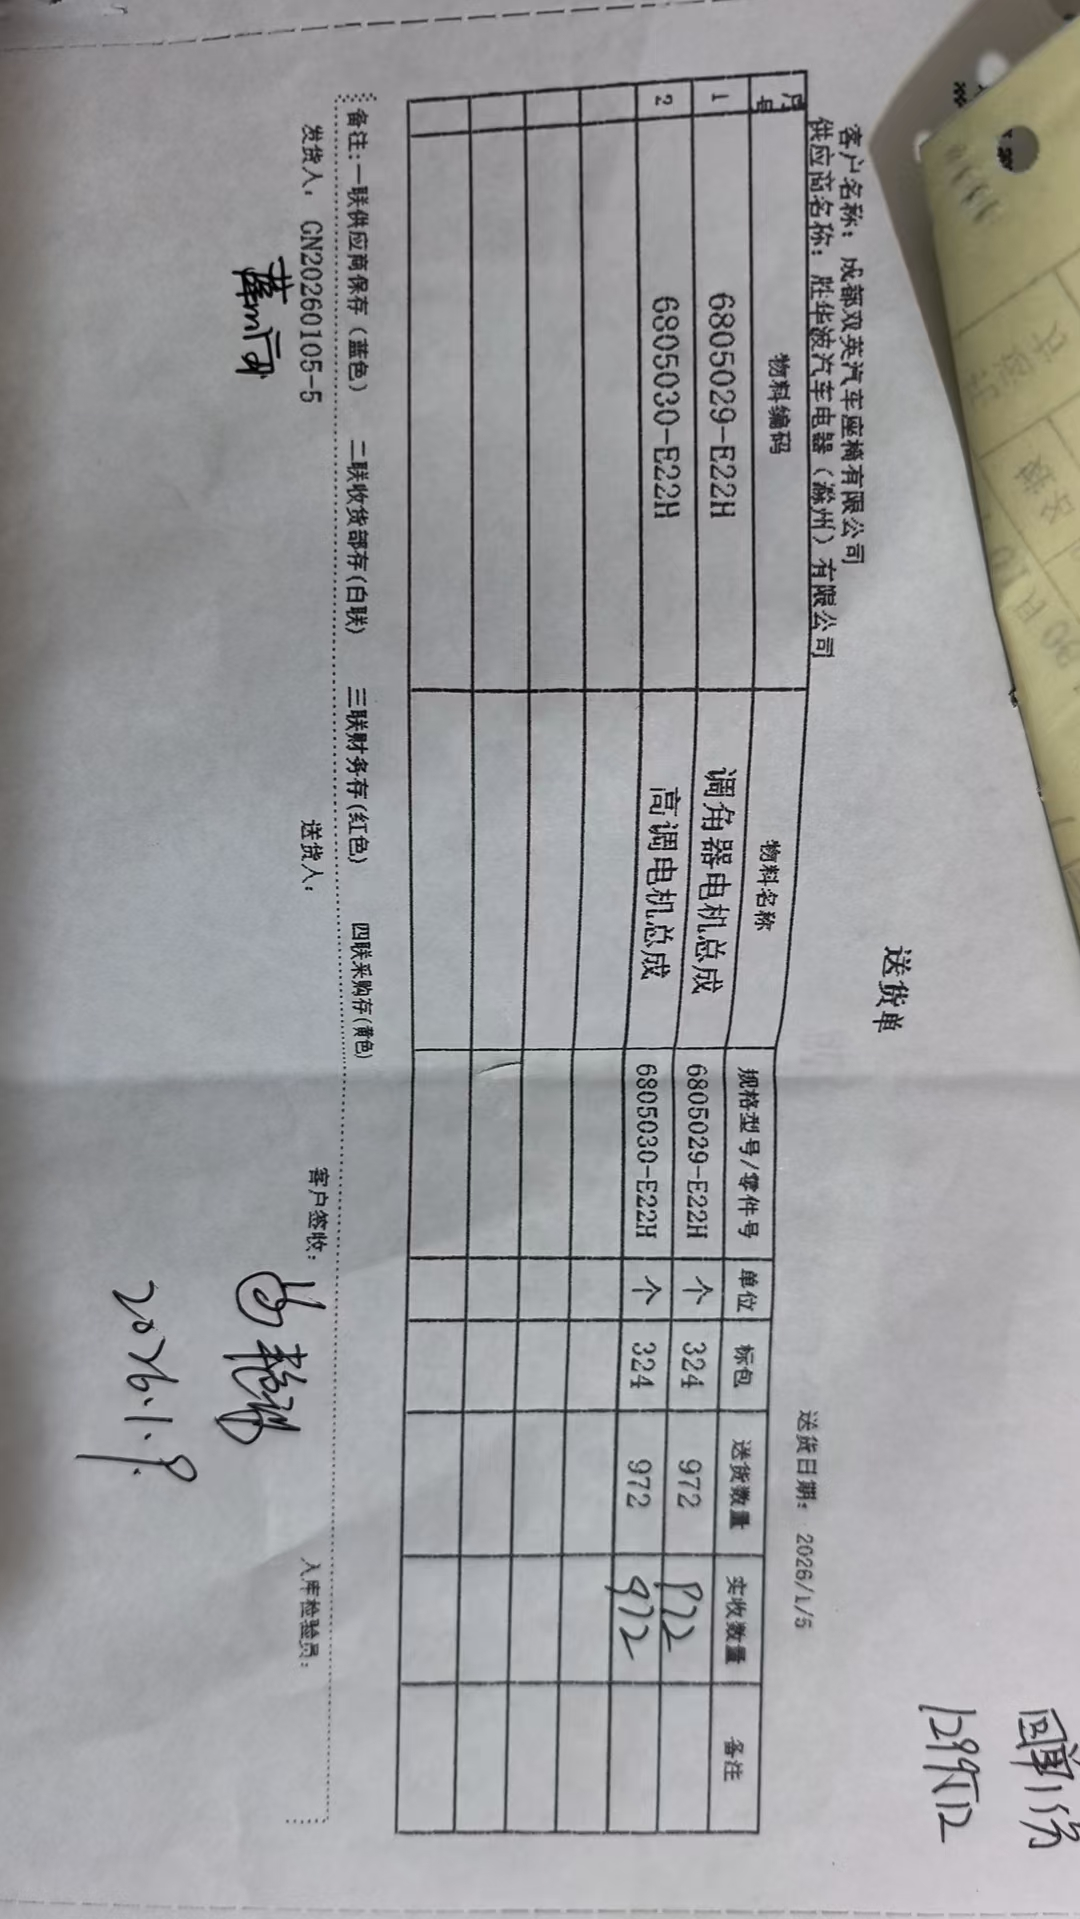 回单1份
送货单
129512
客户名称：成都双英汽车座椅有限公司
供应商名称：胜华波汽车电器（滁州）有限公司
送货日期： 2026/1/5
序号 物料编码 物料名称 规格型号/零件号 单位 标包 送货数量 实收数量 备注
1 6805029-E22H 调角器电机总成 6805029-E22H 个 324 972 972
2 6805030-E22H 高调电机总成 6805030-E22H 个 324 972 972
备注：一联供应商保存（蓝色） 二联收货部存(白联) 三联财务存(红色) 四联采购存(黄色)
发货人： GN20260105-5 送货人： 客户签收： 入库检验员：
2026.1.9.